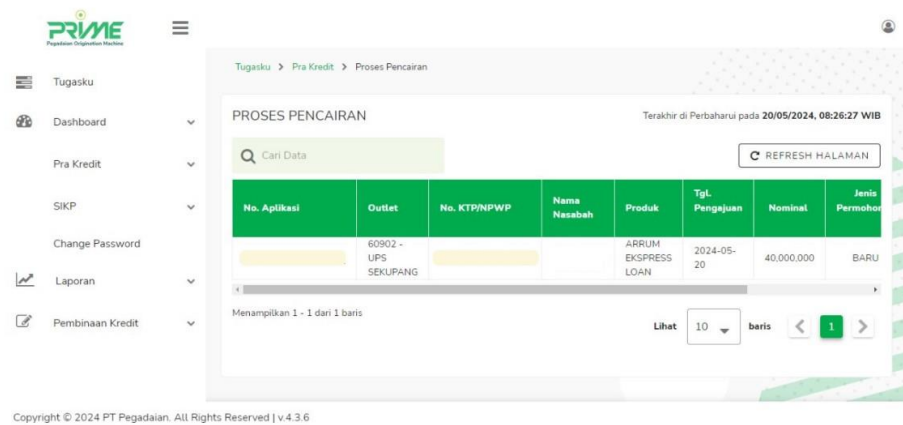 PRIME
Pegadaian Origination Machine
Tugasku > Pra Kredit > Proses Pencairan
Tugasku
Dashboard
Pra Kredit
SIKP
Change Password
Laporan
Pembinaan Kredit
PROSES PENCAIRAN
Terakhir di Perbaharui pada 20/05/2024, 08:26:27 WIB
Cari Data
REFRESH HALAMAN
No. Aplikasi Outlet No. KTP/NPWP Nama Nasabah Produk Tgl. Pengajuan Nominal Jenis Permohon
60902 - UPS SEKUPANG ARRUM EKSPRESS LOAN 2024-05-20 40,000,000 BARU
Menampilkan 1 - 1 dari 1 baris
Lihat 10 baris 1
Copyright © 2024 PT Pegadaian. All Rights Reserved | v.4.3.6